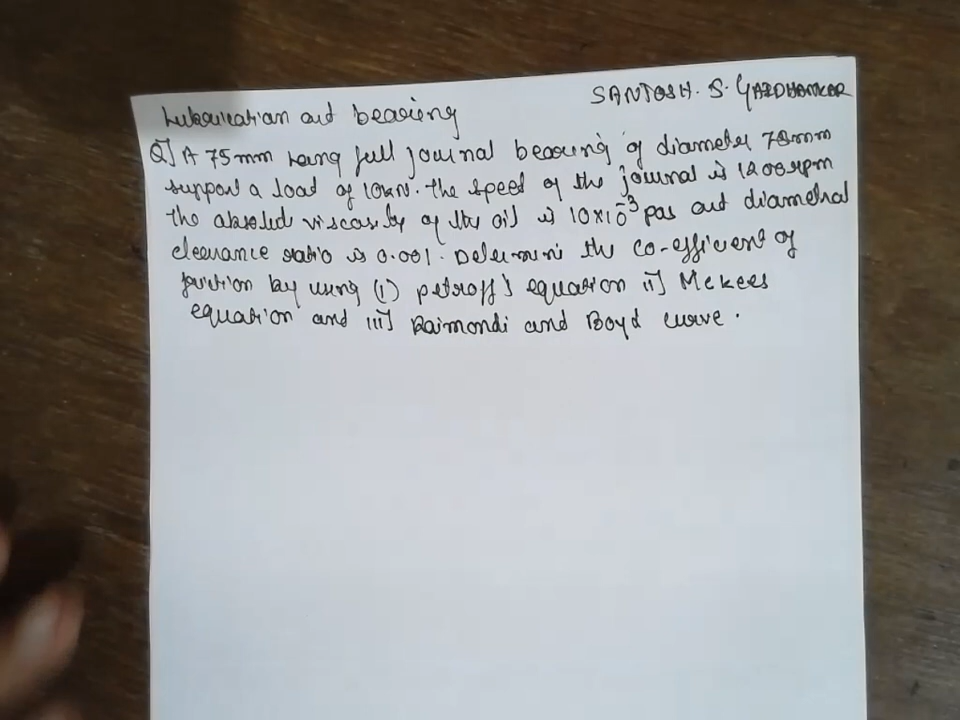 Lubrication and bearing
SANTOSH. S. GARDHANKAR
Q] A 75mm long full journal bearing of diameter 75mm
support a load of 10kN. The speed of the journal is 1200rpm
the absolute viscosity of the oil is 10x10⁻³ pas and diametral
clearance ratio is 0.001. Determine the co-efficient of
friction by using (i) petroff's equation ii] Mckees
equation and iii] Raimondi and Boyd curve.